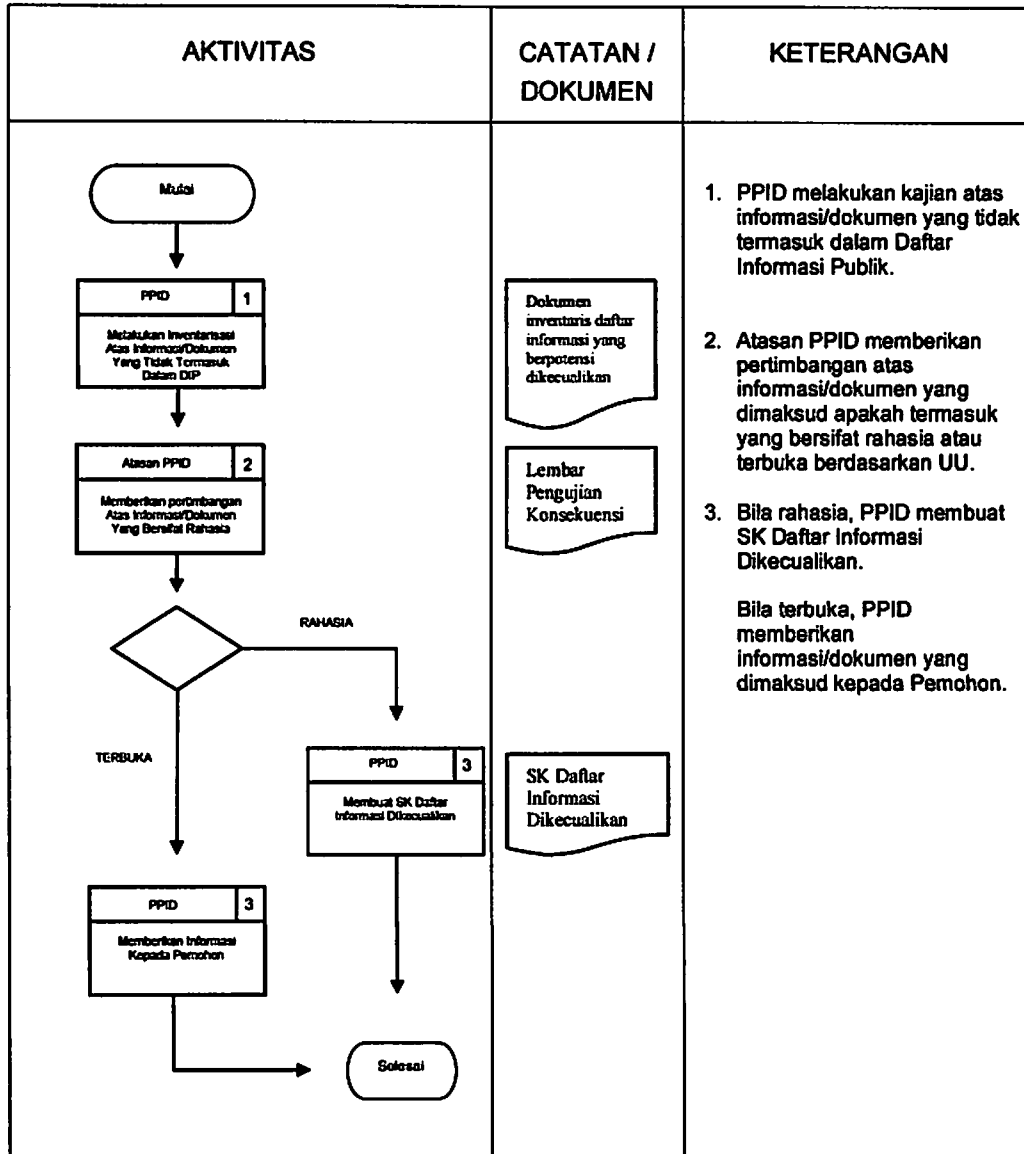 AKTIVITAS
CATATAN /
DOKUMEN
KETERANGAN
Mulai
PPID
1
Melakukan Inventarisasi
Atas Informasi/Dokumen
Yang Tidak Termasuk
Dalam DIP
Dokumen
inventaris daftar
informasi yang
berpotensi
dikecualikan
1. PPID melakukan kajian atas
informasi/dokumen yang tidak
termasuk dalam Daftar
Informasi Publik.
Atasan PPID
2
Memberikan pertimbangan
Atas Informasi/Dokumen
Yang Bersifat Rahasia
Lembar
Pengujian
Konsekuensi
2. Atasan PPID memberikan
pertimbangan atas
informasi/dokumen yang
dimaksud apakah termasuk
yang bersifat rahasia atau
terbuka berdasarkan UU.
3. Bila rahasia, PPID membuat
SK Daftar Informasi
Dikecualikan.
Bila terbuka, PPID
memberikan
informasi/dokumen yang
dimaksud kepada Pemohon.
RAHASIA
TERBUKA
PPID
3
Membuat SK Daftar
Informasi Dikecualikan
SK Daftar
Informasi
Dikecualikan
PPID
3
Memberikan Informasi
Kepada Pemohon
Selesai